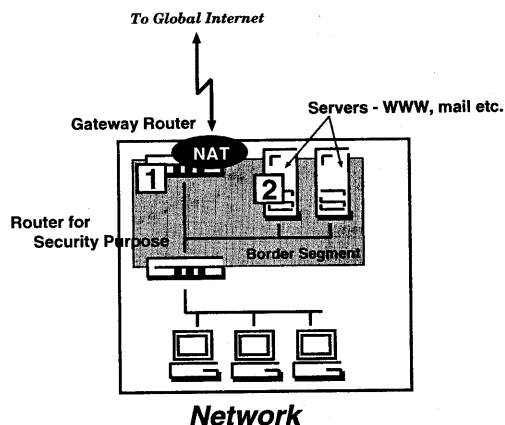 To Global Internet
Servers - WWW, mail etc.
Gateway Router
NAT
1
2
Router for
Security Purpose
Border Segment
Network